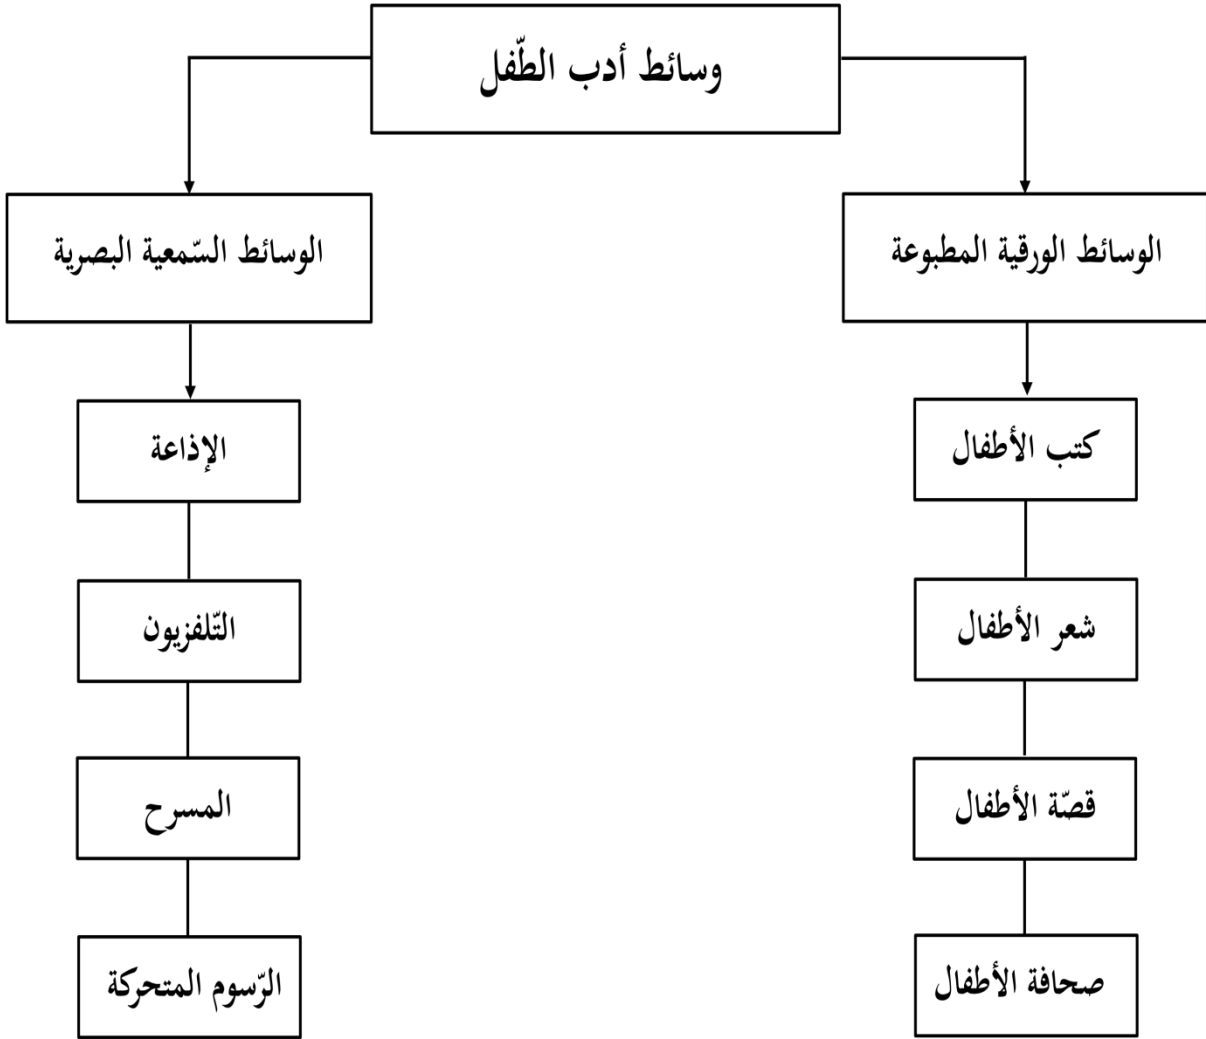 وسائط أدب الطّفل
الوسائط الورقية المطبوعة
كتب الأطفال
شعر الأطفال
قصّة الأطفال
صحافة الأطفال
الوسائط السّمعية البصرية
الإذاعة
التّلفزيون
المسرح
الرّسوم المتحركة